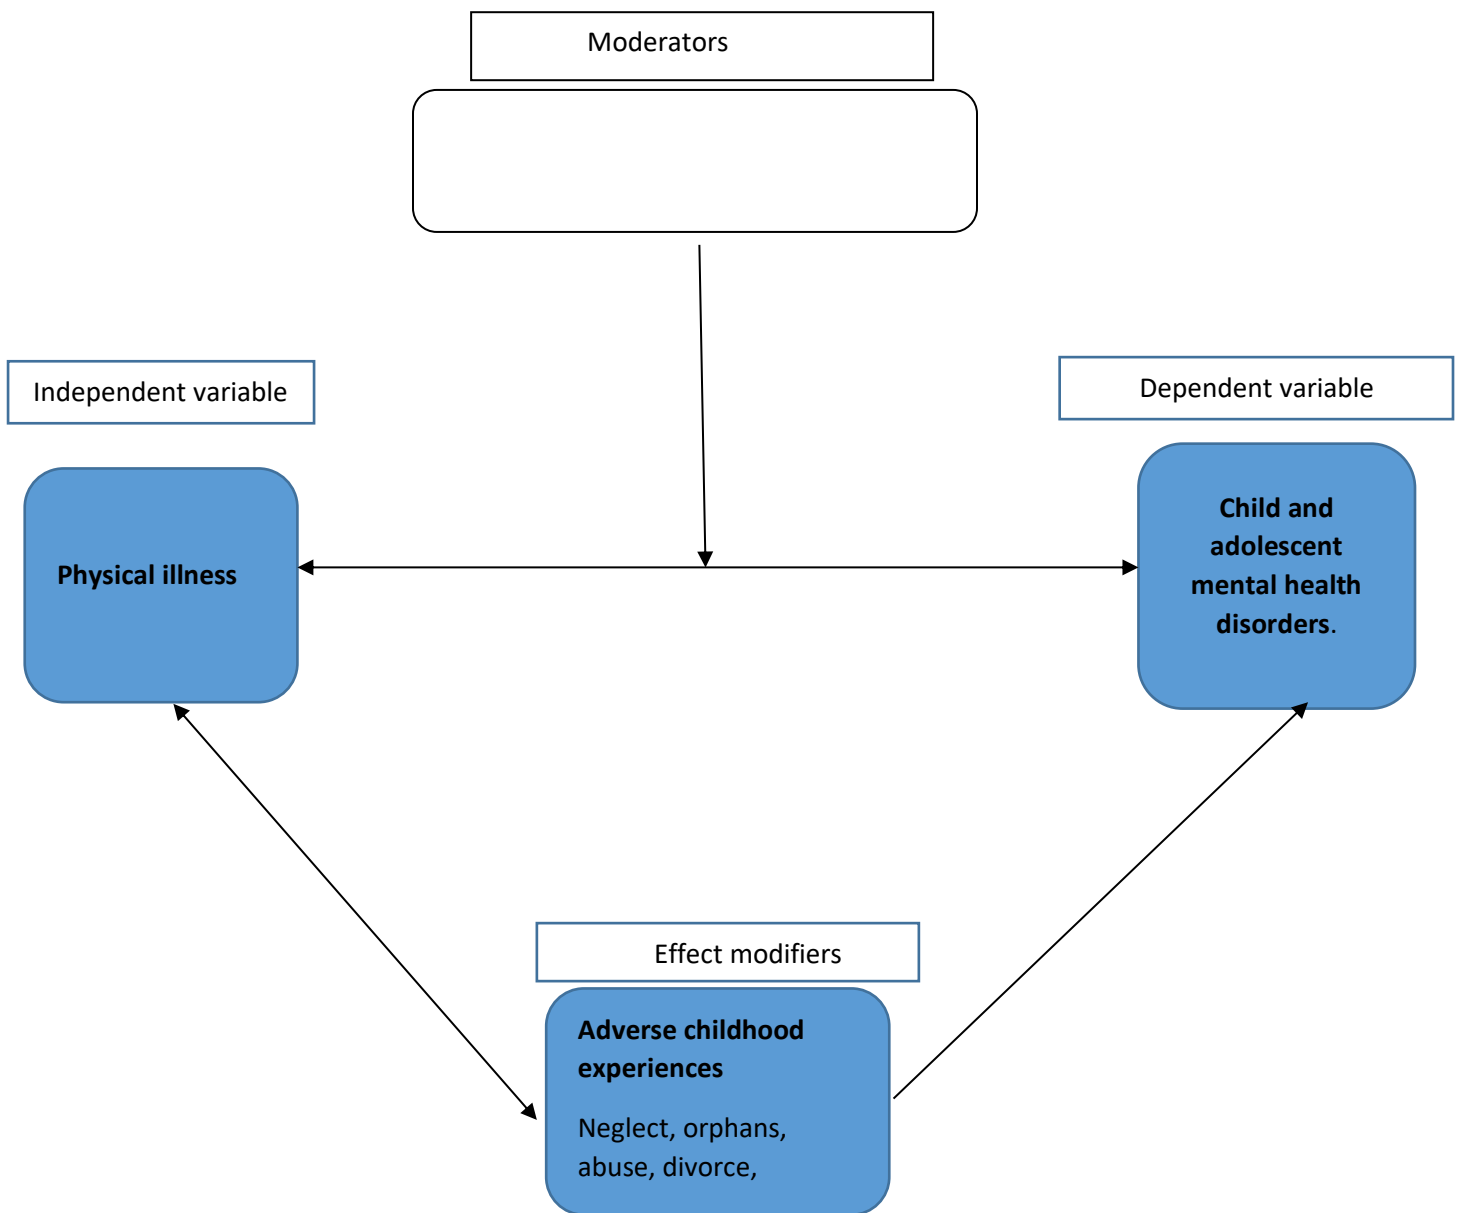 Moderators
Independent variable
Dependent variable
Physical illness
Child and
adolescent
mental health
disorders.
Effect modifiers
Adverse childhood
experiences
Neglect, orphans,
abuse, divorce,